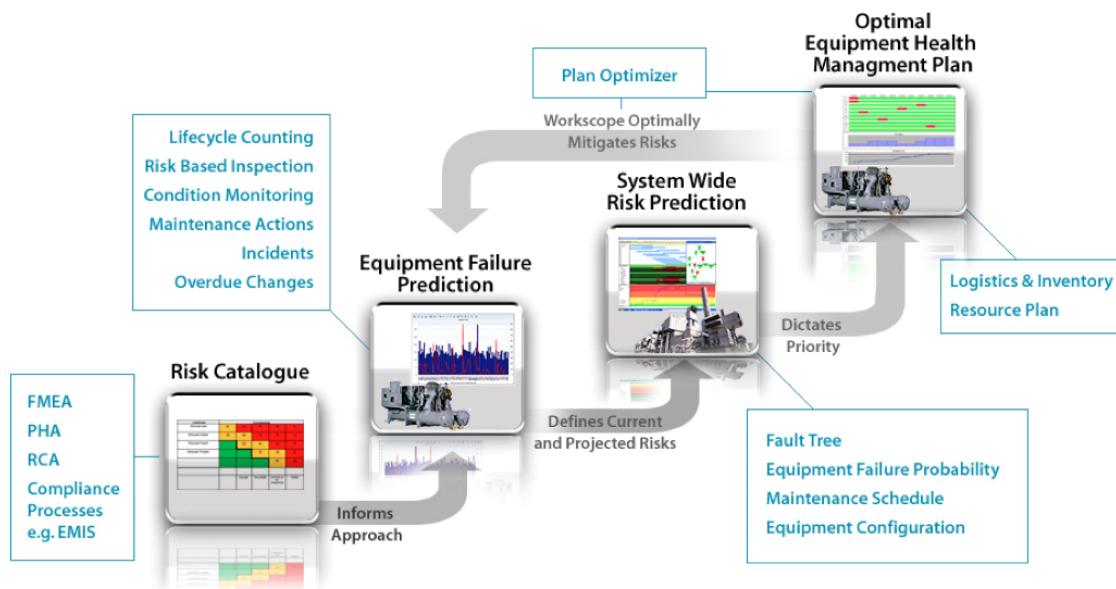 Optimal
Equipment Health
Managment Plan
Plan Optimizer
Workscope Optimally
Mitigates Risks
Lifecycle Counting
Risk Based Inspection
Condition Monitoring
Maintenance Actions
Incidents
Overdue Changes
System Wide
Risk Prediction
Equipment Failure
Prediction
Logistics & Inventory
Resource Plan
Dictates
Priority
Risk Catalogue
FMEA
PHA
RCA
Compliance
Processes
e.g. EMIS
Defines Current
and Projected Risks
Fault Tree
Equipment Failure Probability
Maintenance Schedule
Equipment Configuration
Informs
Approach